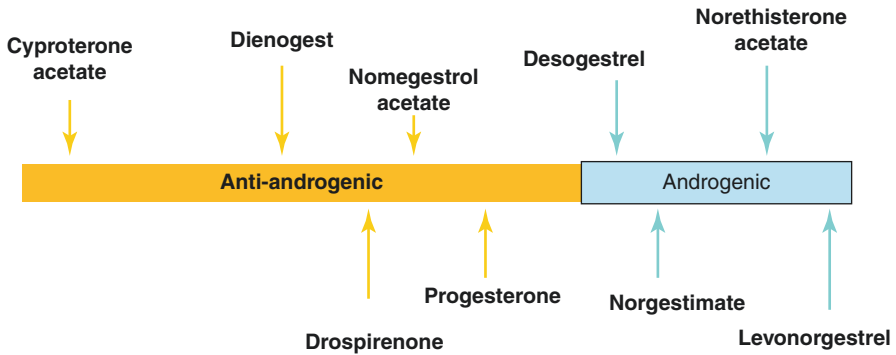 Cyproterone
acetate
Dienogest
Nomegestrol
acetate
Desogestrel
Norethisterone
acetate
Anti-androgenic
Androgenic
Drospirenone
Progesterone
Norgestimate
Levonorgestrel